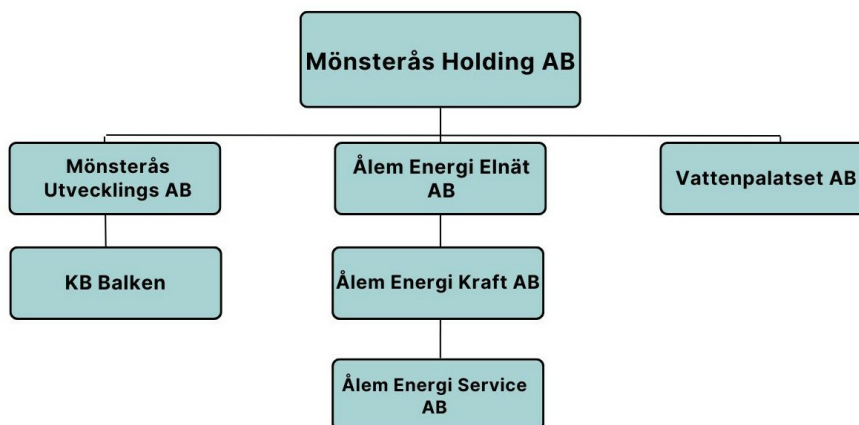 Mönsterås Holding AB
Mönsterås
Utvecklings AB
Ålem Energi Elnät
AB
Vattenpalatset AB
KB Balken
Ålem Energi Kraft AB
Ålem Energi Service
AB